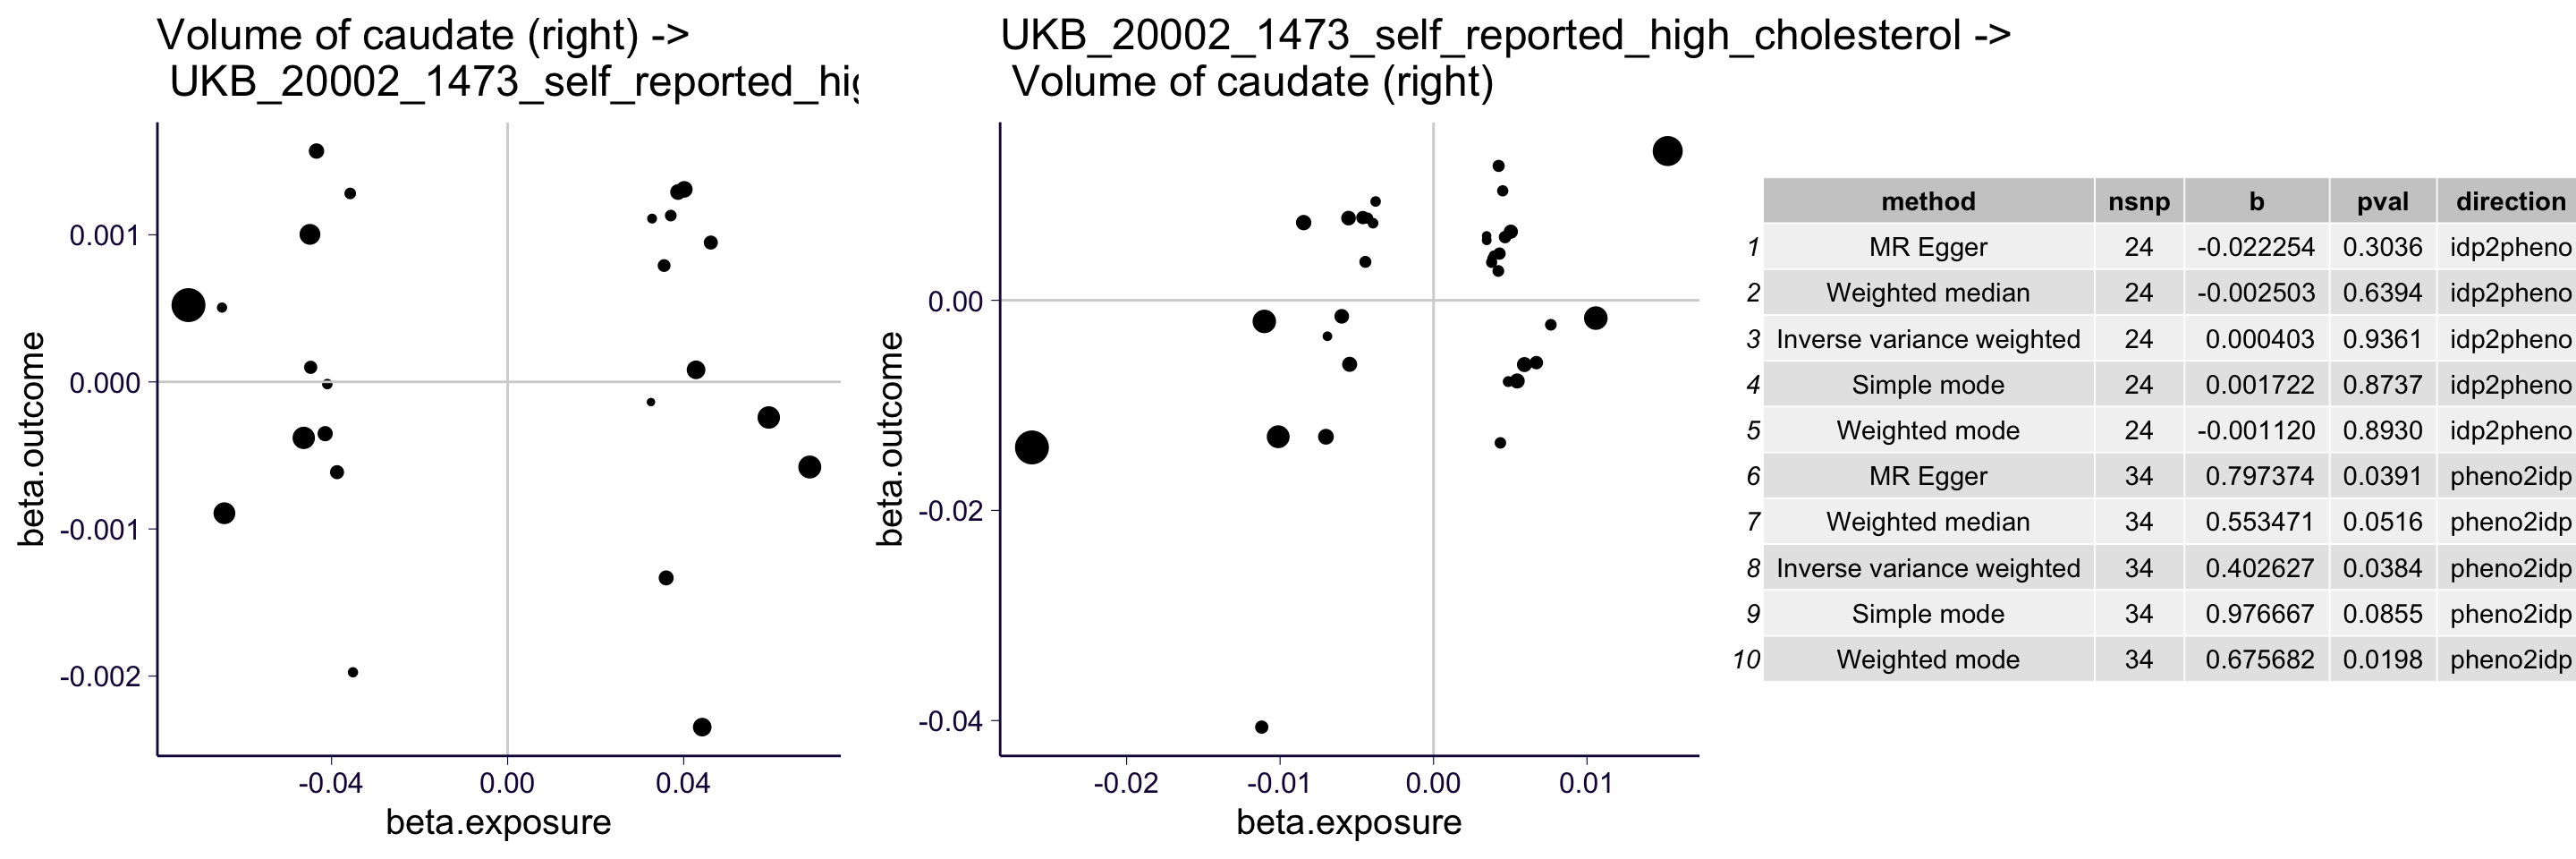 Volume of caudate (right) ->
UKB_20002_1473_self_reported_hig
beta.outcome
0.001
0.000
-0.001
-0.002
-0.04
0.00
0.04
beta.exposure
UKB_20002_1473_self_reported_high_cholesterol ->
Volume of caudate (right)
beta.outcome
0.00
-0.02
-0.04
-0.02
-0.01
0.00
0.01
beta.exposure
method nsnp b pval direction
1 MR Egger 24 -0.022254 0.3036 idp2pheno
2 Weighted median 24 -0.002503 0.6394 idp2pheno
3 Inverse variance weighted 24 0.000403 0.9361 idp2pheno
4 Simple mode 24 0.001722 0.8737 idp2pheno
5 Weighted mode 24 -0.001120 0.8930 idp2pheno
6 MR Egger 34 0.797374 0.0391 pheno2idp
7 Weighted median 34 0.553471 0.0516 pheno2idp
8 Inverse variance weighted 34 0.402627 0.0384 pheno2idp
9 Simple mode 34 0.976667 0.0855 pheno2idp
10 Weighted mode 34 0.675682 0.0198 pheno2idp